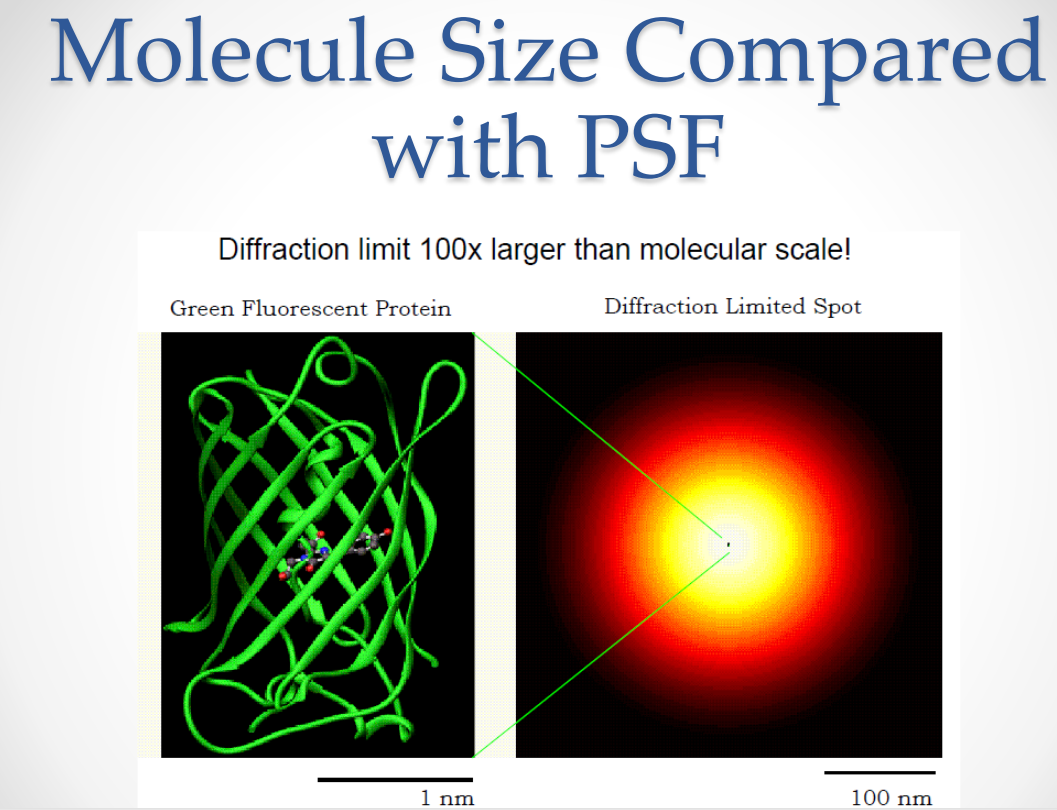 Molecule Size Compared
with PSF
Diffraction limit 100x larger than molecular scale!
Green Fluorescent Protein
Diffraction Limited Spot
1 nm
100 nm